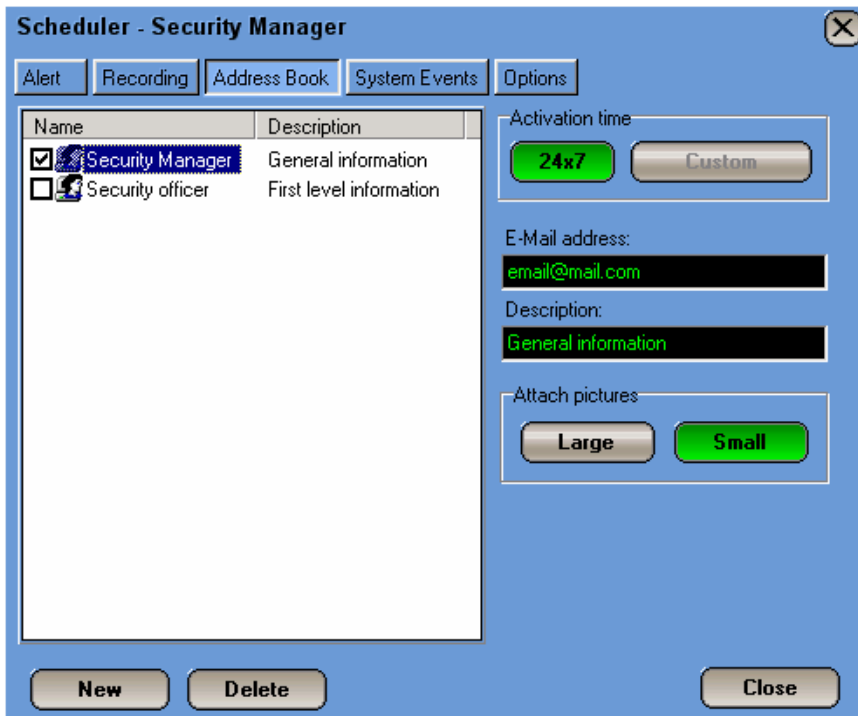 Scheduler - Security Manager
Alert Recording Address Book System Events Options
Name Description
Security Manager General information
Security officer First level information
Activation time
24x7 Custom
E-Mail address:
email@mail.com
Description:
General information
Attach pictures
Large Small
New Delete Close